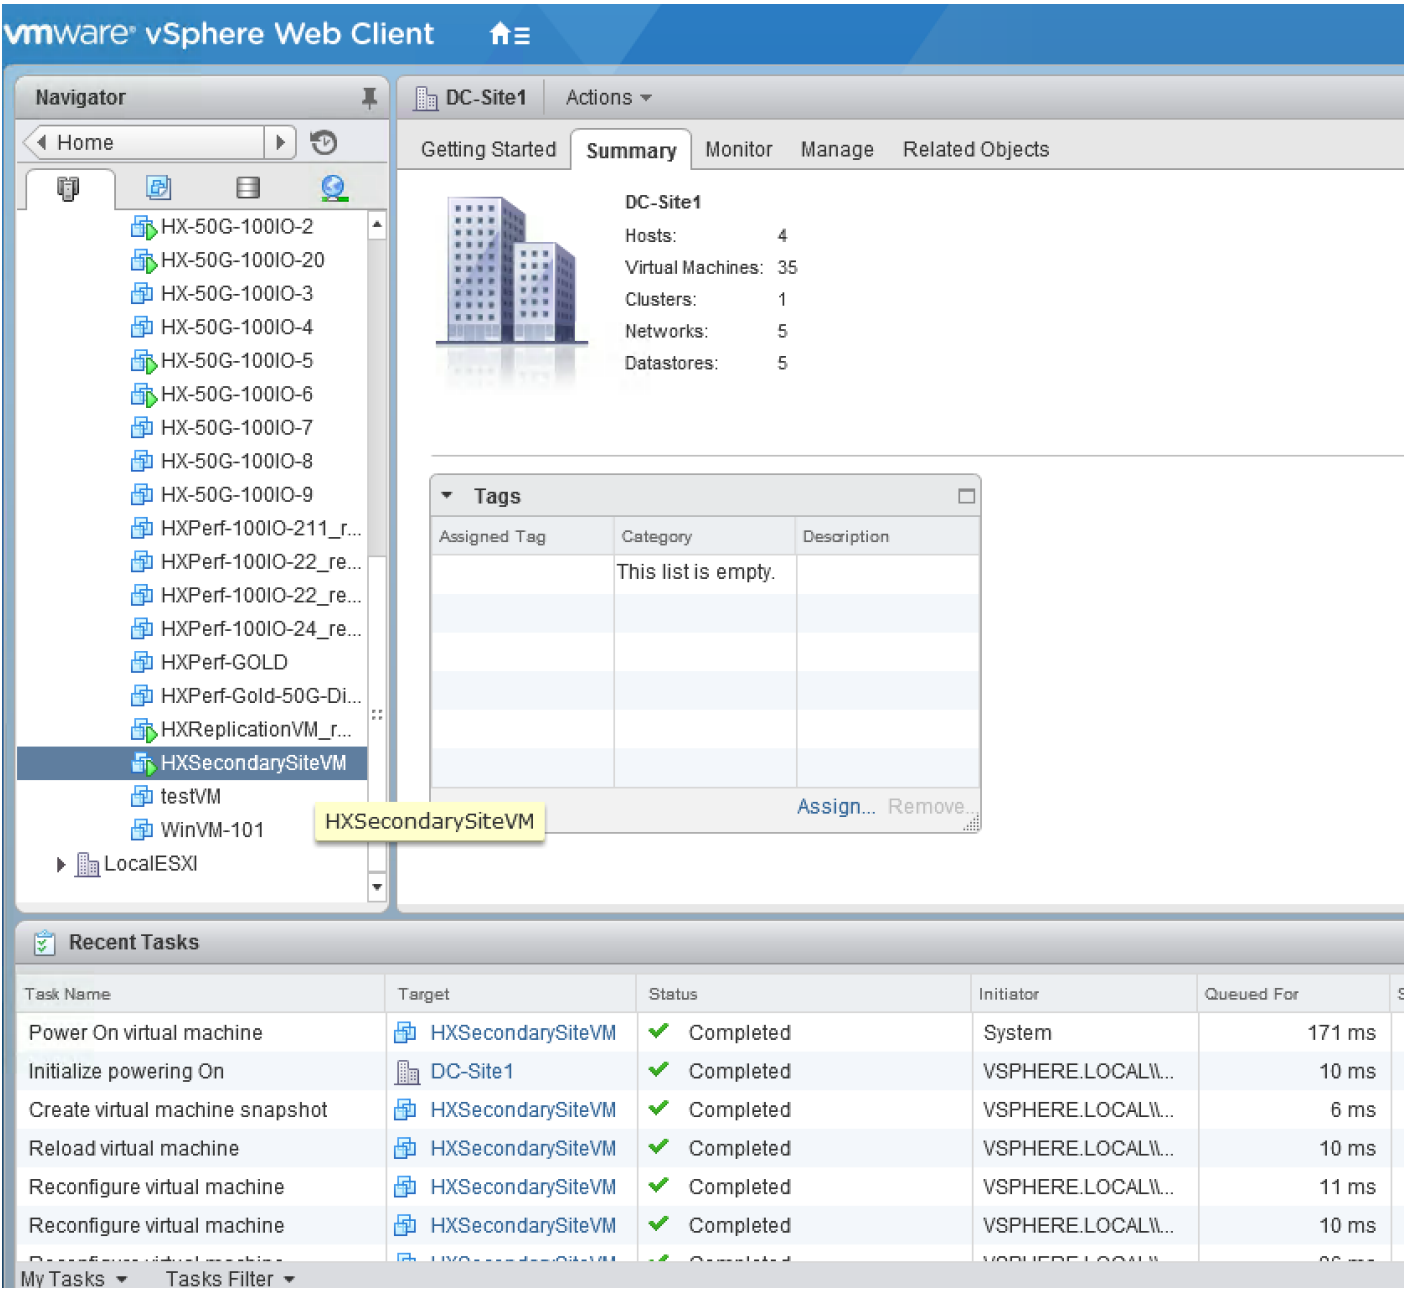 vmware® vSphere Web Client
Navigator
Home
HX-50G-100IO-2
HX-50G-100IO-20
HX-50G-100IO-3
HX-50G-100IO-4
HX-50G-100IO-5
HX-50G-100IO-6
HX-50G-100IO-7
HX-50G-100IO-8
HX-50G-100IO-9
HXPerf-100IO-211_r...
HXPerf-100IO-22_re...
HXPerf-100IO-22_re...
HXPerf-100IO-24_re...
HXPerf-GOLD
HXPerf-Gold-50G-Di...
HXReplicationVM_r...
HXSecondarySiteVM
testVM
WinVM-101
LocalESXI
HXSecondarySiteVM
DC-Site1 Actions
Getting Started Summary Monitor Manage Related Objects
DC-Site1
Hosts: 4
Virtual Machines: 35
Clusters: 1
Networks: 5
Datastores: 5
Tags
Assigned Tag Category Description
This list is empty.
Assign... Remove...
Recent Tasks
Task Name Target Status Initiator Queued For S
Power On virtual machine HXSecondarySiteVM Completed System 171 ms
Initialize powering On DC-Site1 Completed VSPHERE.LOCAL\\... 10 ms
Create virtual machine snapshot HXSecondarySiteVM Completed VSPHERE.LOCAL\\... 6 ms
Reload virtual machine HXSecondarySiteVM Completed VSPHERE.LOCAL\\... 10 ms
Reconfigure virtual machine HXSecondarySiteVM Completed VSPHERE.LOCAL\\... 11 ms
Reconfigure virtual machine HXSecondarySiteVM Completed VSPHERE.LOCAL\\... 10 ms
Reconfigure virtual machine HXSecondarySiteVM Completed VSPHERE.LOCAL\\... ms
My Tasks Tasks Filter